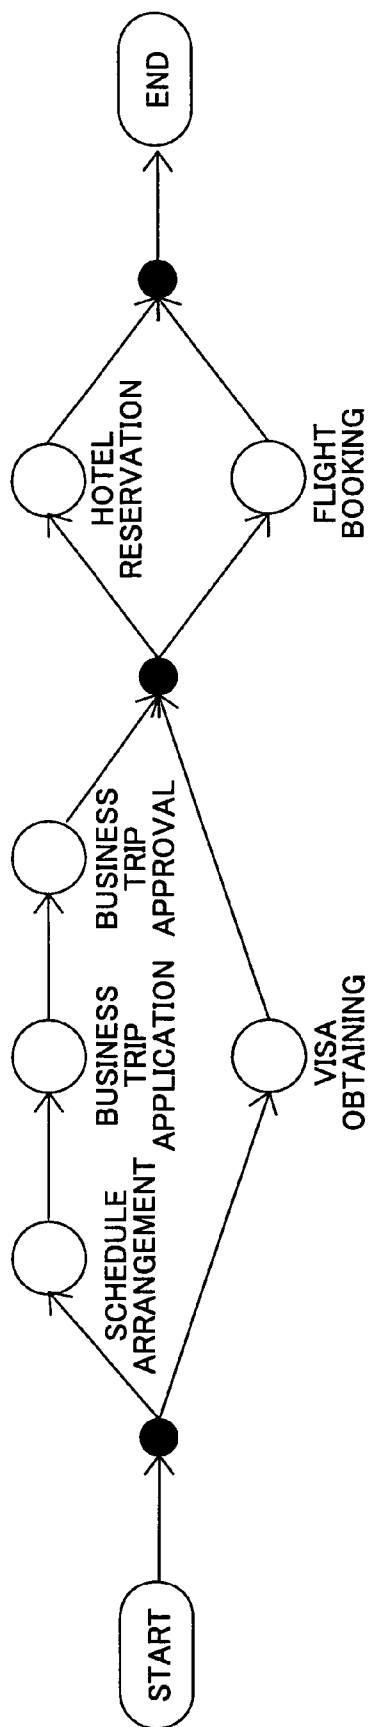 START
SCHEDULE
ARRANGEMENT
BUSINESS
TRIP
APPLICATION
BUSINESS
TRIP
APPROVAL
VISA
OBTAINING
HOTEL
RESERVATION
FLIGHT
BOOKING
END